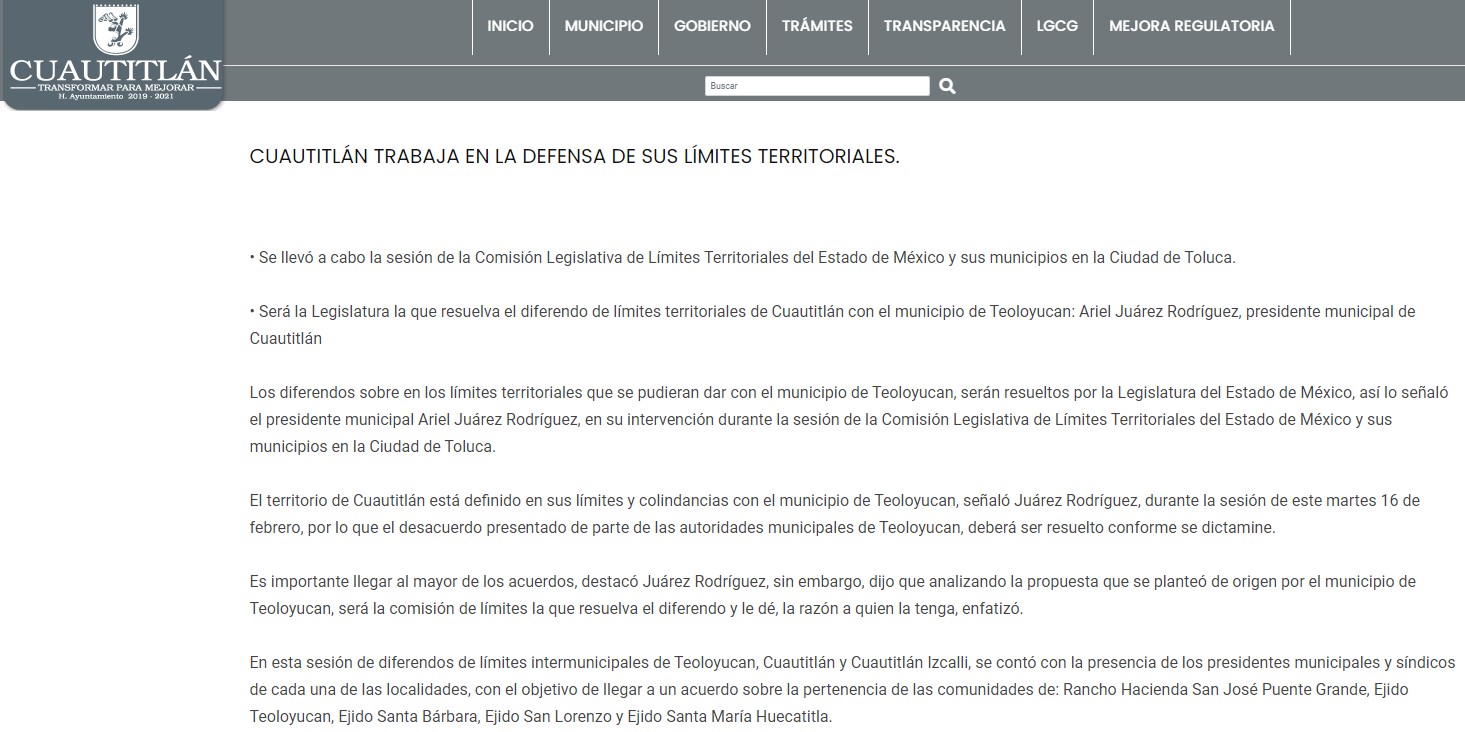 CUAUTITLÁN
TRANSFORMAR PARA MEJORAR
H. Ayuntamiento 2019 - 2021
INICIO
MUNICIPIO
GOBIERNO
TRÁMITES
TRANSPARENCIA
LGCG
MEJORA REGULATORIA
Buscar
CUAUTITLÁN TRABAJA EN LA DEFENSA DE SUS LÍMITES TERRITORIALES.
• Se llevó a cabo la sesión de la Comisión Legislativa de Límites Territoriales del Estado de México y sus municipios en la Ciudad de Toluca.
• Será la Legislatura la que resuelva el diferendo de límites territoriales de Cuautitlán con el municipio de Teoloyucan: Ariel Juárez Rodríguez, presidente municipal de
Cuautitlán
Los diferendos sobre en los límites territoriales que se pudieran dar con el municipio de Teoloyucan, serán resueltos por la Legislatura del Estado de México, así lo señaló
el presidente municipal Ariel Juárez Rodríguez, en su intervención durante la sesión de la Comisión Legislativa de Límites Territoriales del Estado de México y sus
municipios en la Ciudad de Toluca.
El territorio de Cuautitlán está definido en sus límites y colindancias con el municipio de Teoloyucan, señaló Juárez Rodríguez, durante la sesión de este martes 16 de
febrero, por lo que el desacuerdo presentado de parte de las autoridades municipales de Teoloyucan, deberá ser resuelto conforme se dictamine.
Es importante llegar al mayor de los acuerdos, destacó Juárez Rodríguez, sin embargo, dijo que analizando la propuesta que se planteó de origen por el municipio de
Teoloyucan, será la comisión de límites la que resuelva el diferendo y le dé, la razón a quien la tenga, enfatizó.
En esta sesión de diferendos de límites intermunicipales de Teoloyucan, Cuautitlán y Cuautitlán Izcalli, se contó con la presencia de los presidentes municipales y síndicos
de cada una de las localidades, con el objetivo de llegar a un acuerdo sobre la pertenencia de las comunidades de: Rancho Hacienda San José Puente Grande, Ejido
Teoloyucan, Ejido Santa Bárbara, Ejido San Lorenzo y Ejido Santa María Huecatitla.